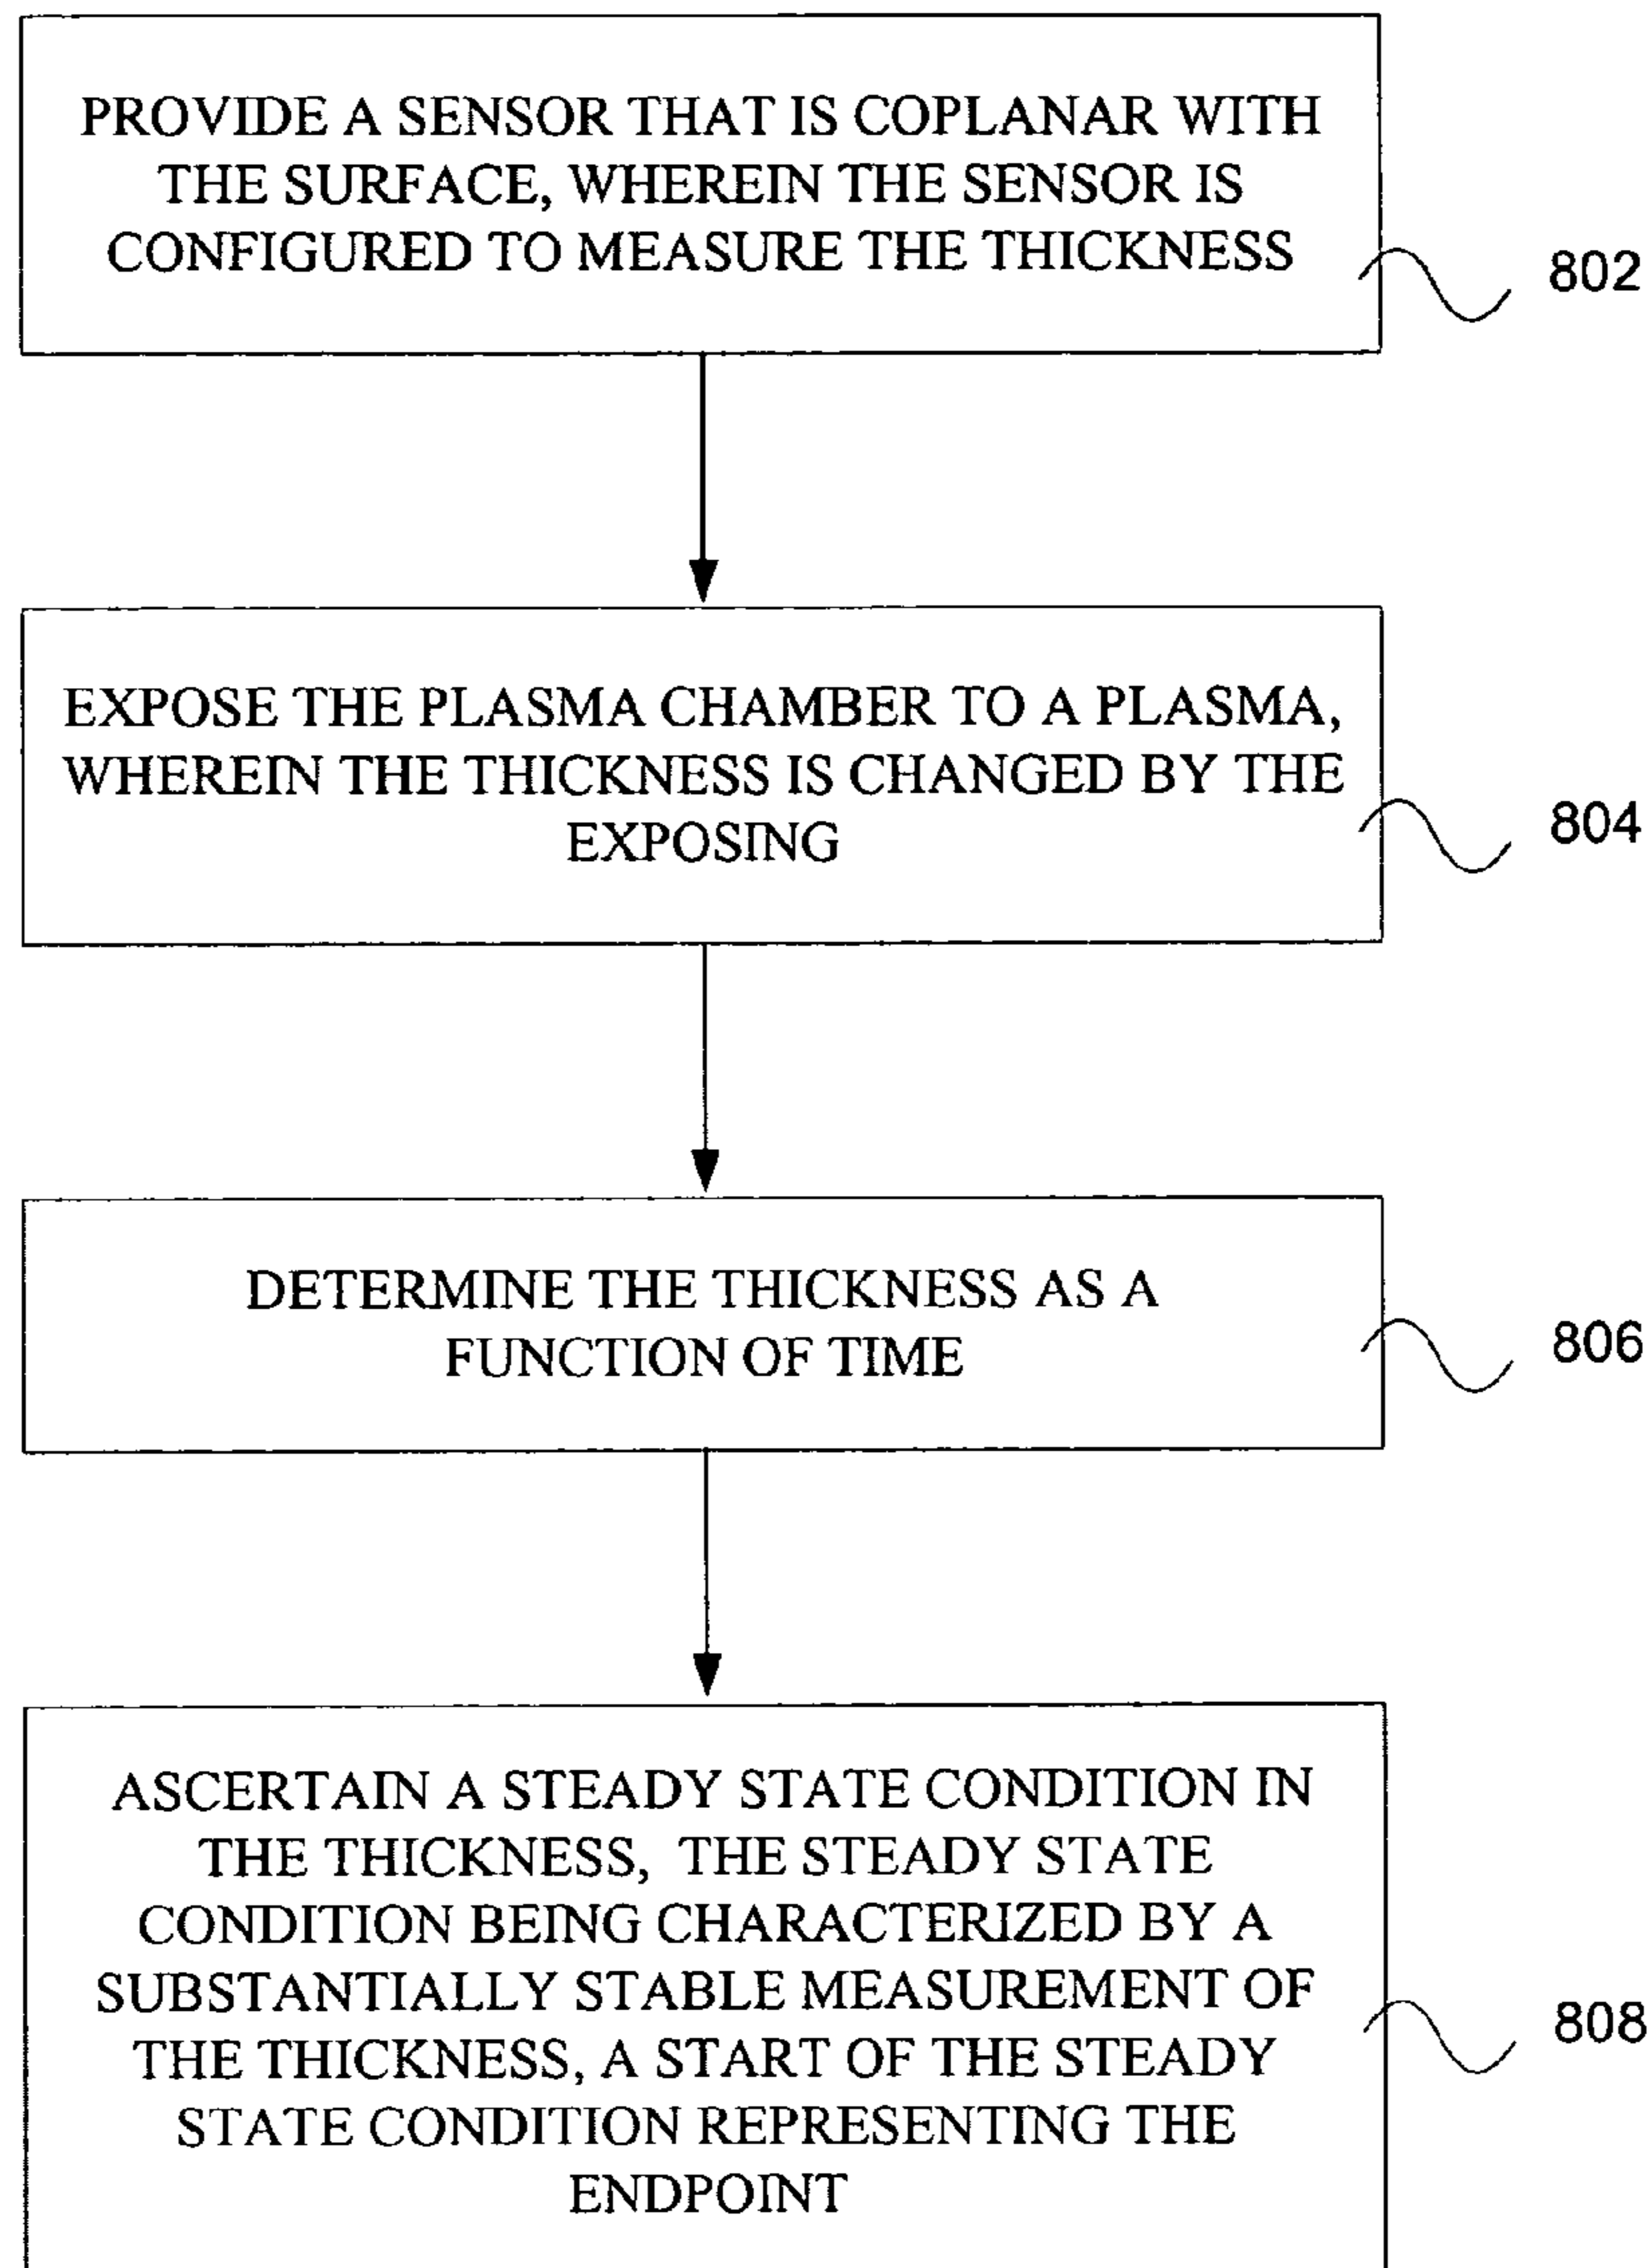 PROVIDE A SENSOR THAT IS COPLANAR WITH
THE SURFACE, WHEREIN THE SENSOR IS
CONFIGURED TO MEASURE THE THICKNESS
802
EXPOSE THE PLASMA CHAMBER TO A PLASMA,
WHEREIN THE THICKNESS IS CHANGED BY THE
EXPOSING
804
DETERMINE THE THICKNESS AS A
FUNCTION OF TIME
806
ASCERTAIN A STEADY STATE CONDITION IN
THE THICKNESS, THE STEADY STATE
CONDITION BEING CHARACTERIZED BY A
SUBSTANTIALLY STABLE MEASUREMENT OF
THE THICKNESS, A START OF THE STEADY
STATE CONDITION REPRESENTING THE
ENDPOINT
808